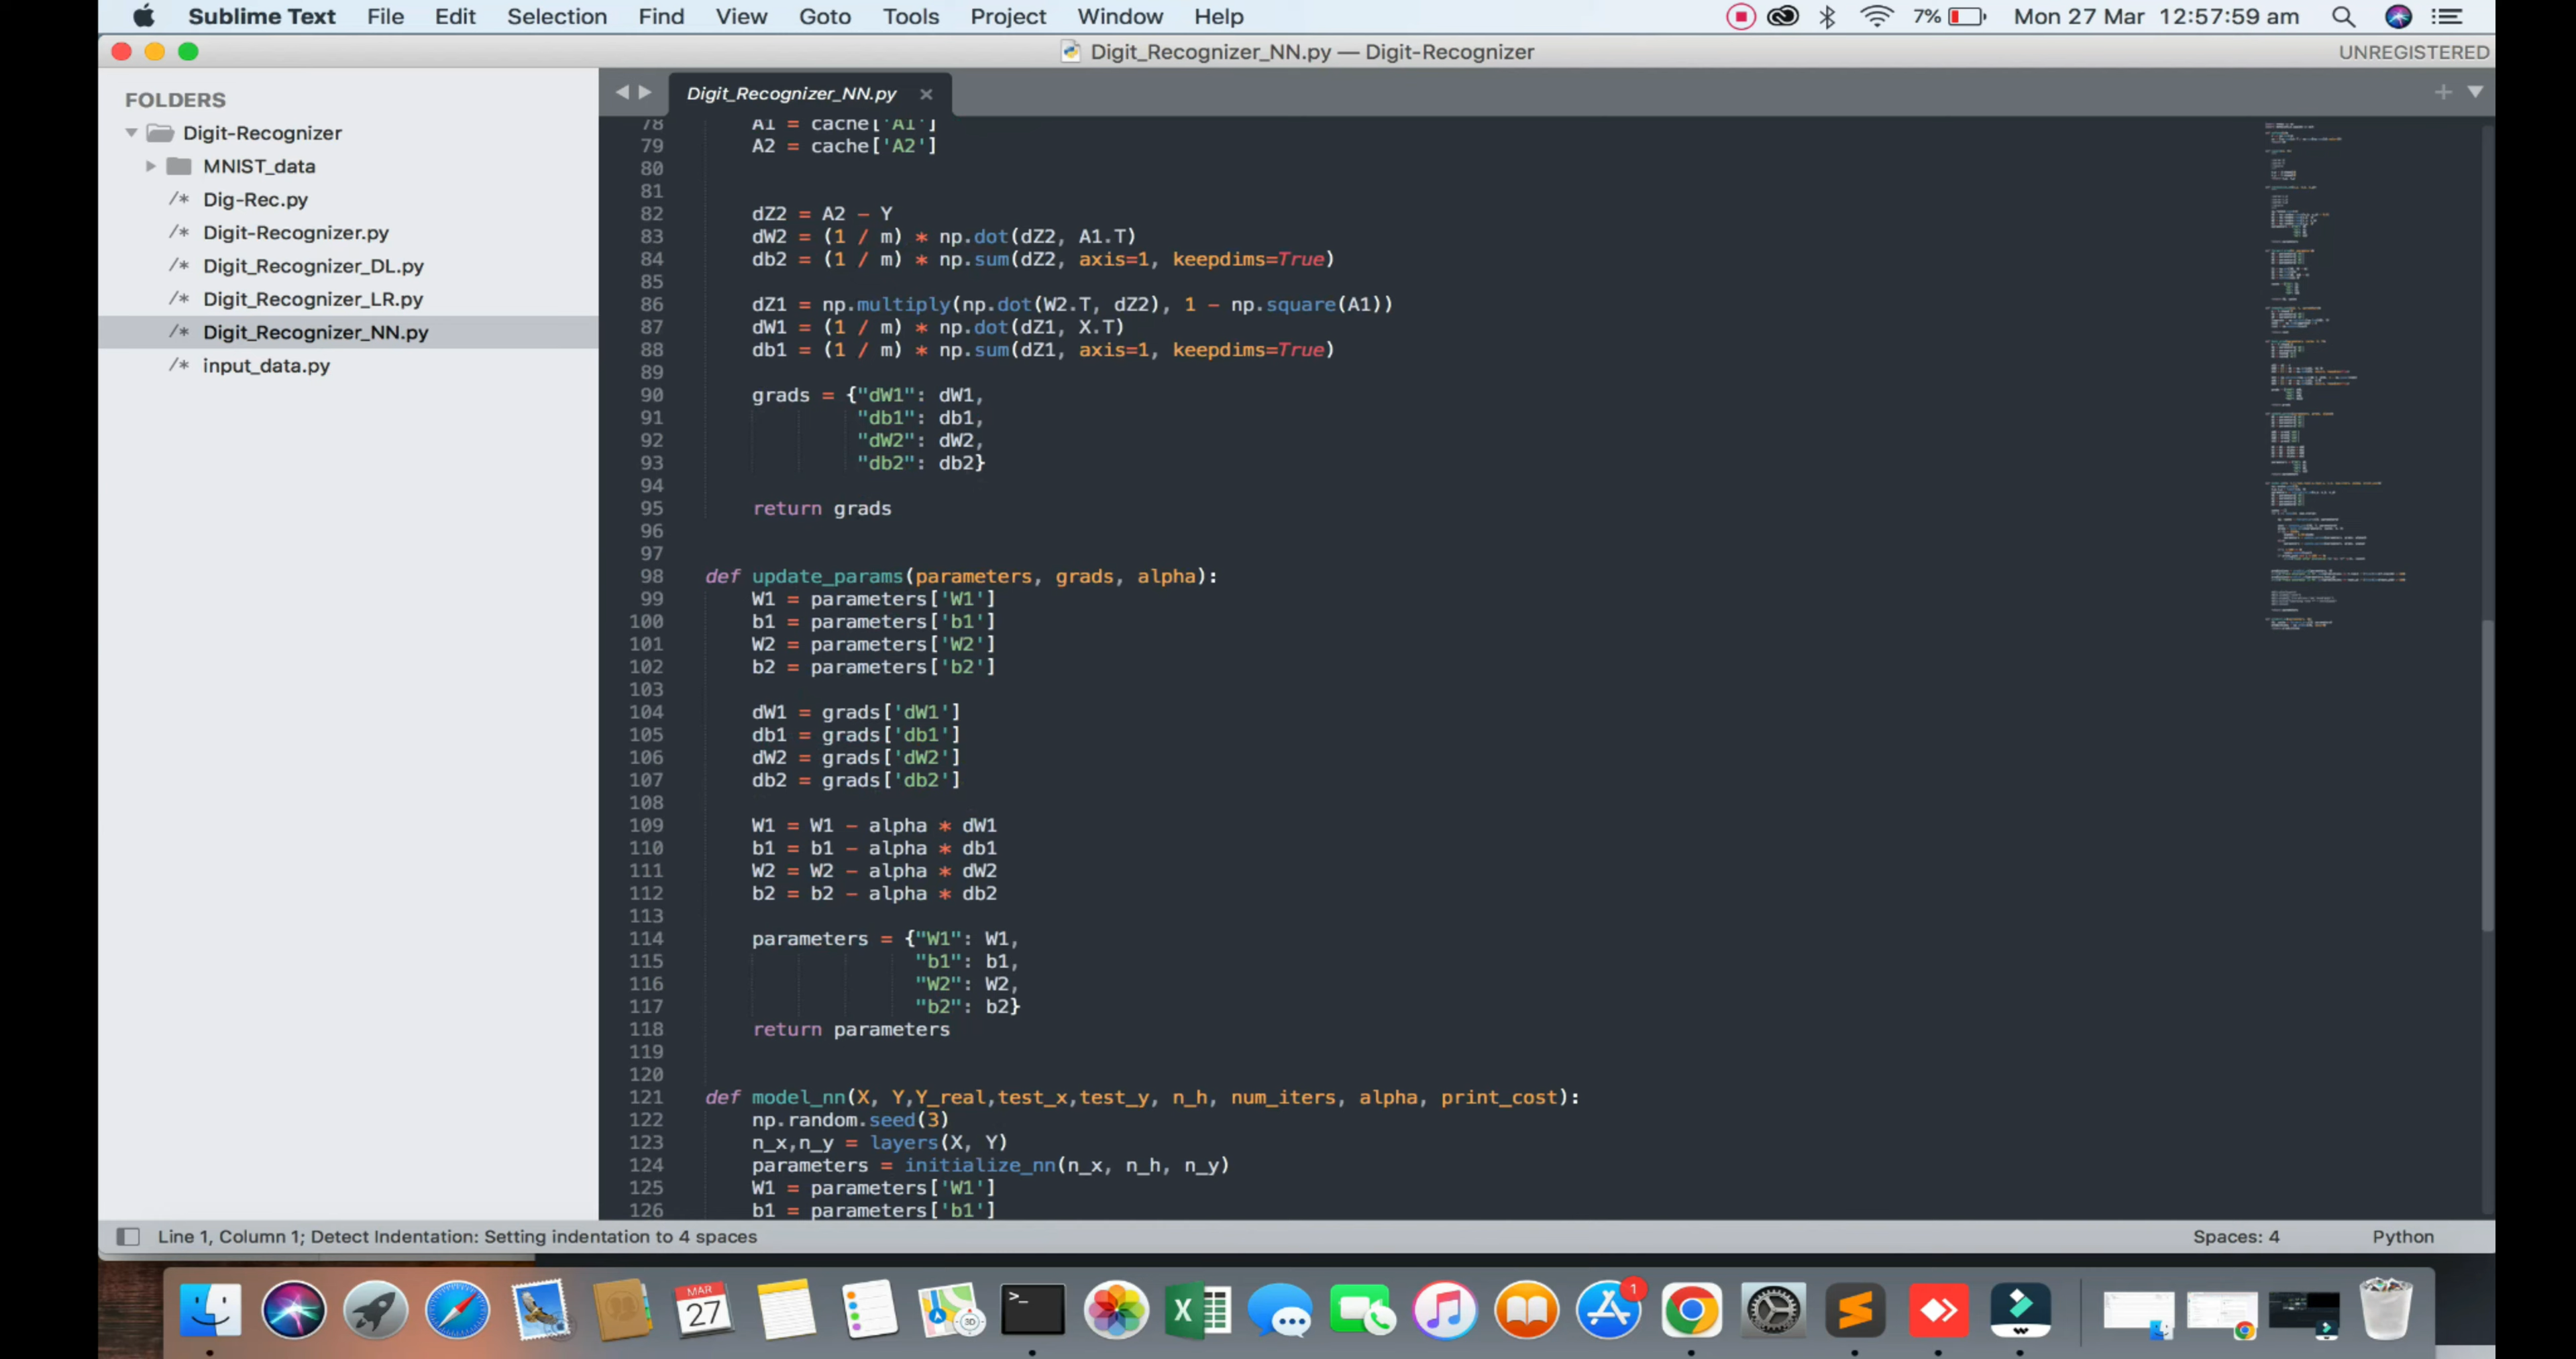 Sublime Text File Edit Selection Find View Goto Tools Project Window Help 7% Mon 27 Mar 12:57:59 am
Digit_Recognizer_NN.py — Digit-Recognizer UNREGISTERED
FOLDERS
Digit-Recognizer
MNIST_data
/* Dig-Rec.py
/* Digit-Recognizer.py
/* Digit_Recognizer_DL.py
/* Digit_Recognizer_LR.py
/* Digit_Recognizer_NN.py
/* input_data.py
Digit_Recognizer_NN.py ×
78 A1 = cache['A1']
79 A2 = cache['A2']
80
81
82 dZ2 = A2 - Y
83 dW2 = (1 / m) * np.dot(dZ2, A1.T)
84 db2 = (1 / m) * np.sum(dZ2, axis=1, keepdims=True)
85
86 dZ1 = np.multiply(np.dot(W2.T, dZ2), 1 - np.square(A1))
87 dW1 = (1 / m) * np.dot(dZ1, X.T)
88 db1 = (1 / m) * np.sum(dZ1, axis=1, keepdims=True)
89
90 grads = {"dW1": dW1,
91 "db1": db1,
92 "dW2": dW2,
93 "db2": db2}
94
95 return grads
96
97
98 def update_params(parameters, grads, alpha):
99 W1 = parameters['W1']
100 b1 = parameters['b1']
101 W2 = parameters['W2']
102 b2 = parameters['b2']
103
104 dW1 = grads['dW1']
105 db1 = grads['db1']
106 dW2 = grads['dW2']
107 db2 = grads['db2']
108
109 W1 = W1 - alpha * dW1
110 b1 = b1 - alpha * db1
111 W2 = W2 - alpha * dW2
112 b2 = b2 - alpha * db2
113
114 parameters = {"W1": W1,
115 "b1": b1,
116 "W2": W2,
117 "b2": b2}
118 return parameters
119
120
121 def model_nn(X, Y,Y_real,test_x,test_y, n_h, num_iters, alpha, print_cost):
122 np.random.seed(3)
123 n_x,n_y = layers(X, Y)
124 parameters = initialize_nn(n_x, n_h, n_y)
125 W1 = parameters['W1']
126 b1 = parameters['b1']
Line 1, Column 1; Detect Indentation: Setting indentation to 4 spaces Spaces: 4 Python
MAR
27
3D
>_
X
1